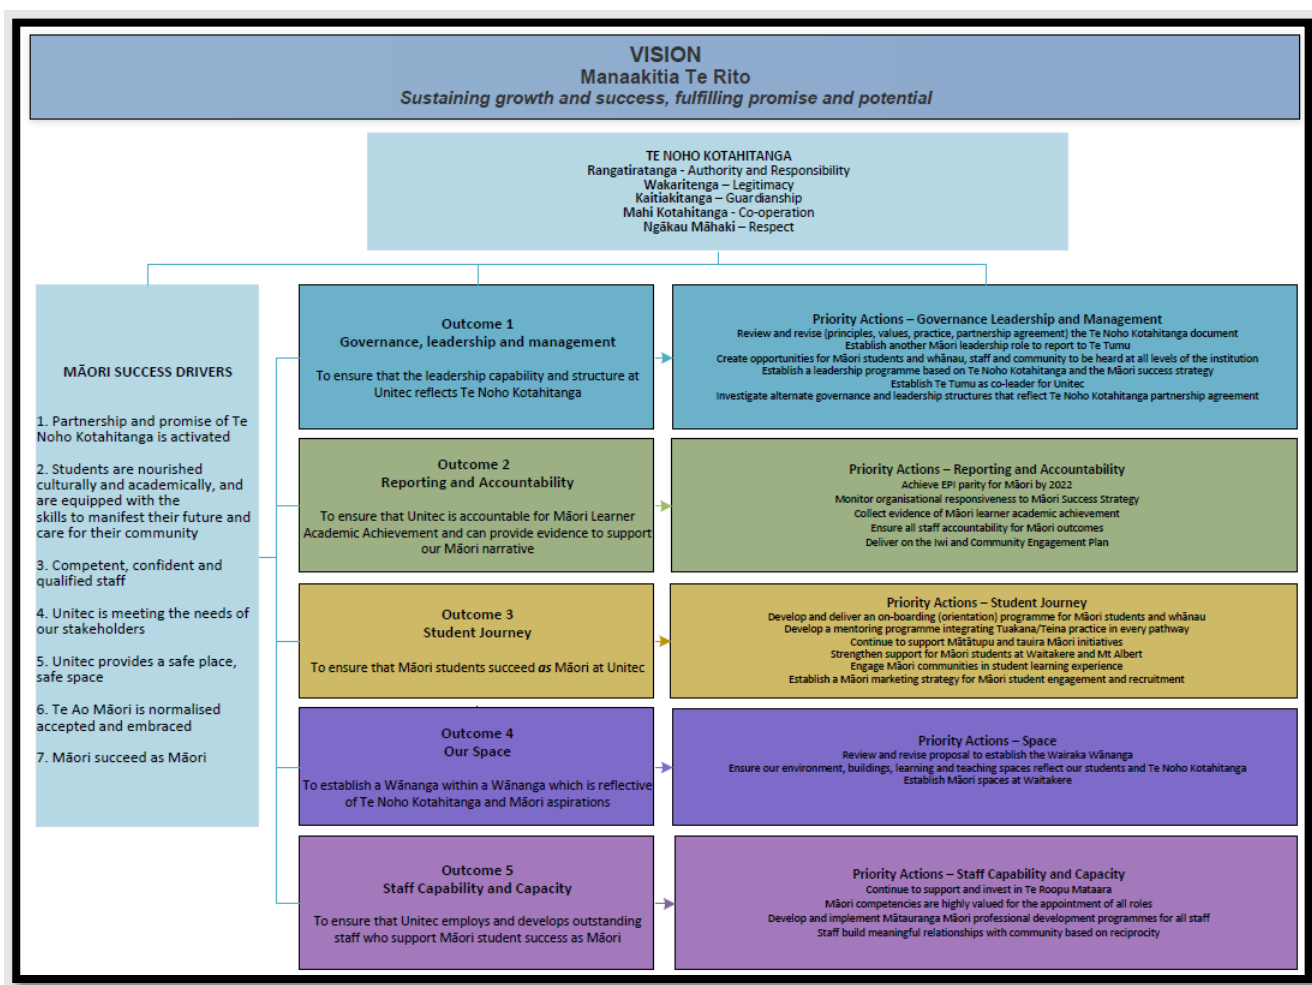 VISION
Manaakitia Te Rito
Sustaining growth and success, fulfilling promise and potential
TE NOHO KOTAHITANGA
Rangatiratanga - Authority and Responsibility
Wakaritenga – Legitimacy
Kaitiakitanga – Guardianship
Mahi Kotahitanga - Co-operation
Ngākau Māhaki – Respect
MĀORI SUCCESS DRIVERS
1. Partnership and promise of Te
Noho Kotahitanga is activated
2. Students are nourished
culturally and academically, and
are equipped with the
skills to manifest their future and
care for their community
3. Competent, confident and
qualified staff
4. Unitec is meeting the needs of
our stakeholders
5. Unitec provides a safe place,
safe space
6. Te Ao Māori is normalised
accepted and embraced
7. Māori succeed as Māori
Outcome 1
Governance, leadership and management
To ensure that the leadership capability and structure at
Unitec reflects Te Noho Kotahitanga
Priority Actions – Governance Leadership and Management
Review and revise (principles, values, practice, partnership agreement) the Te Noho Kotahitanga document
Establish another Māori leadership role to report to Te Tumu
Create opportunities for Māori students and whānau, staff and community to be heard at all levels of the institution
Establish a leadership programme based on Te Noho Kotahitanga and the Māori success strategy
Establish Te Tumu as co-leader for Unitec
Investigate alternate governance and leadership structures that reflect Te Noho Kotahitanga partnership agreement
Outcome 2
Reporting and Accountability
To ensure that Unitec is accountable for Māori Learner
Academic Achievement and can provide evidence to support
our Māori narrative
Priority Actions – Reporting and Accountability
Achieve EPI parity for Māori by 2022
Monitor organisational responsiveness to Māori Success Strategy
Collect evidence of Māori learner academic achievement
Ensure all staff accountability for Māori outcomes
Deliver on the Iwi and Community Engagement Plan
Outcome 3
Student Journey
To ensure that Māori students succeed as Māori at Unitec
Priority Actions – Student Journey
Develop and deliver an on-boarding (orientation) programme for Māori students and whānau
Develop a mentoring programme integrating Tuakana/Teina practice in every pathway
Continue to support Mātātupu and tauira Māori initiatives
Strengthen support for Māori students at Waitakere and Mt Albert
Engage Māori communities in student learning experience
Establish a Māori marketing strategy for Māori student engagement and recruitment
Outcome 4
Our Space
To establish a Wānanga within a Wānanga which is reflective
of Te Noho Kotahitanga and Māori aspirations
Priority Actions – Space
Review and revise proposal to establish the Wairaka Wānanga
Ensure our environment, buildings, learning and teaching spaces reflect our students and Te Noho Kotahitanga
Establish Māori spaces at Waitakere
Outcome 5
Staff Capability and Capacity
To ensure that Unitec employs and develops outstanding
staff who support Māori student success as Māori
Priority Actions – Staff Capability and Capacity
Continue to support and invest in Te Roopu Mataara
Māori competencies are highly valued for the appointment of all roles
Develop and implement Mātauranga Māori professional development programmes for all staff
Staff build meaningful relationships with community based on reciprocity